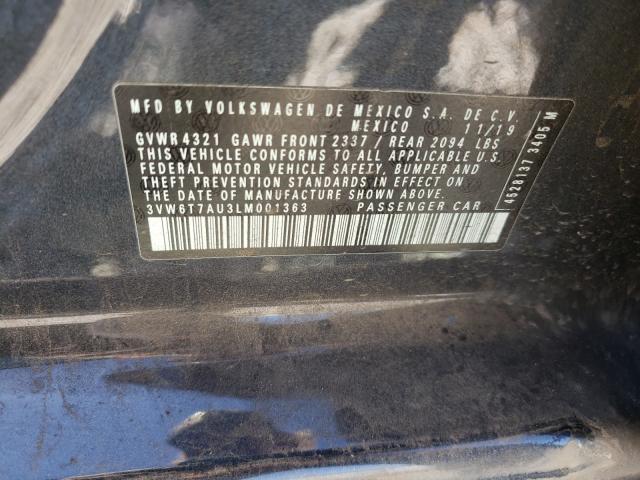 MFD BY VOLKSWAGEN DE MEXICO S.A. DE C.V.
MEXICO 11/19
GVWR 4321 GAWR FRONT 2337 / REAR 2094 LBS
THIS VEHICLE CONFORMS TO ALL APPLICABLE U.S.
FEDERAL MOTOR VEHICLE SAFETY, BUMPER AND
THEFT PREVENTION STANDARDS IN EFFECT ON
THE DATE OF MANUFACTURE SHOWN ABOVE.
3VW6T7AU3LM001363 PASSENGER CAR
4528137 3405 M